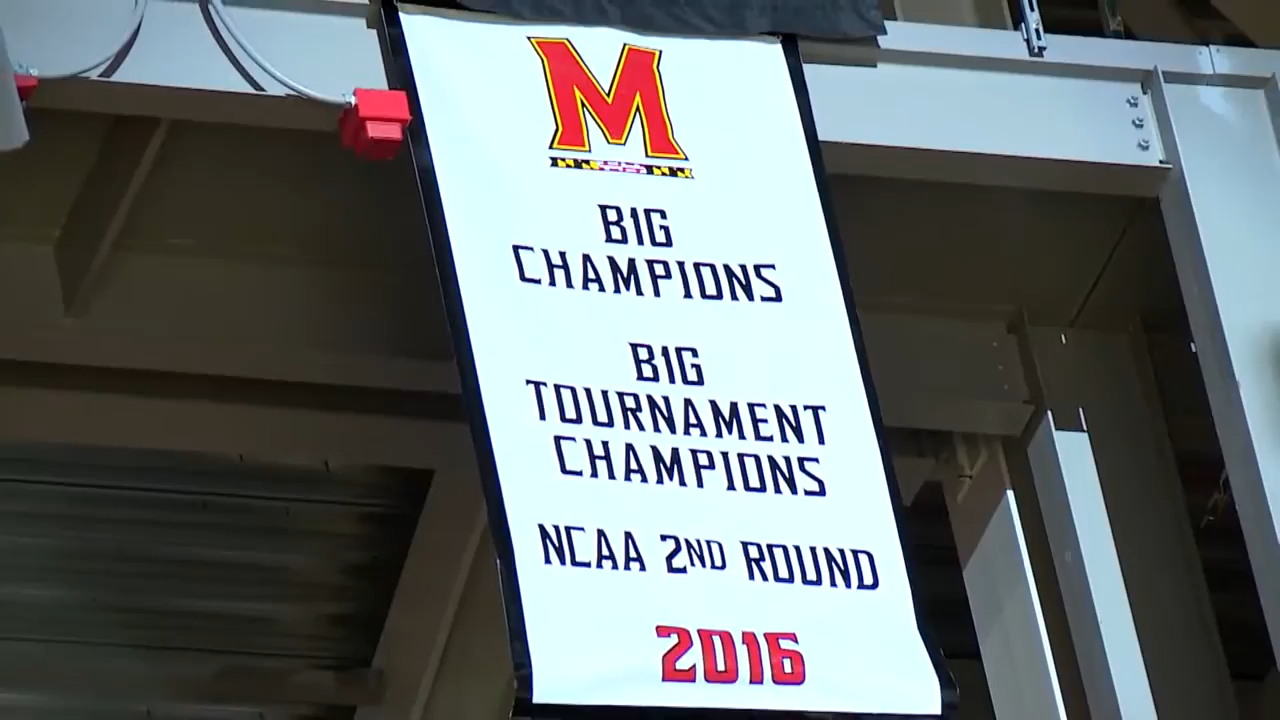 M
B1G
CHAMPIONS
B1G
TOURNAMENT
CHAMPIONS
NCAA 2ND ROUND
2016